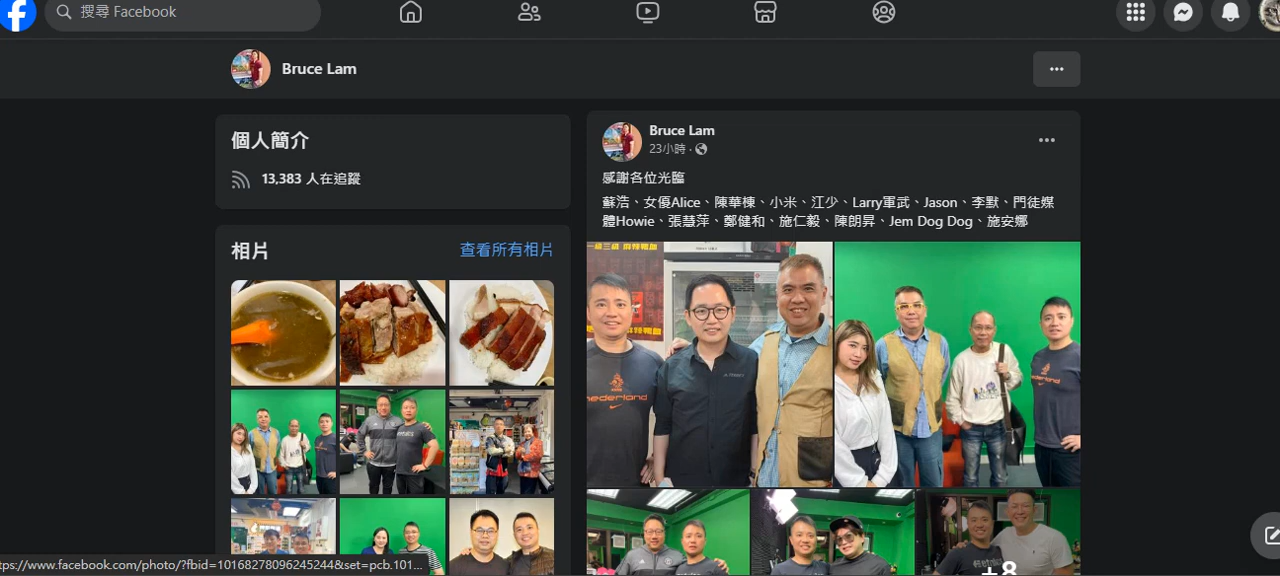 搜尋 Facebook
Bruce Lam
個人簡介
13,383 人在追蹤
相片
查看所有相片
Bruce Lam
23小時 ·
感謝各位光臨
蘇浩、女優Alice、陳華棟、小米、江少、Larry軍武、Jason、李默、門徒媒
體Howie、張慧萍、鄭健和、施仁毅、陳朗昇、Jem Dog Dog、施安娜
nederland
nederland
+8
tps://www.facebook.com/photo/?fbid=10168278096245244&set=pcb.101...